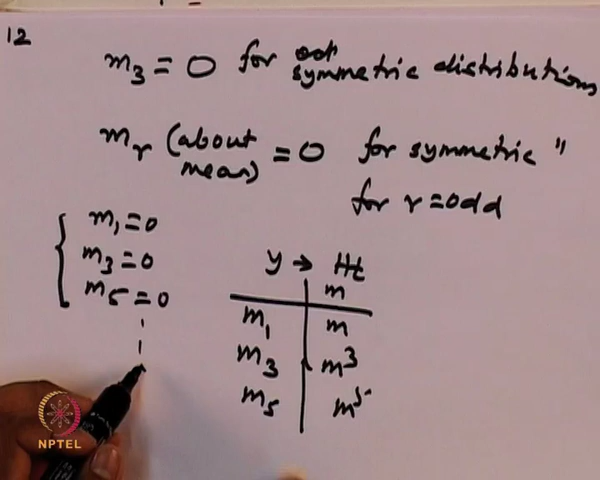 12
m3 = 0 for symmetric distributions
mr (about mean) = 0 for symmetric "
for r = odd
m1 = 0
m3 = 0
m5 = 0
y → Ht
m
m1 m
m3 m³
m5 m⁵
NPTEL